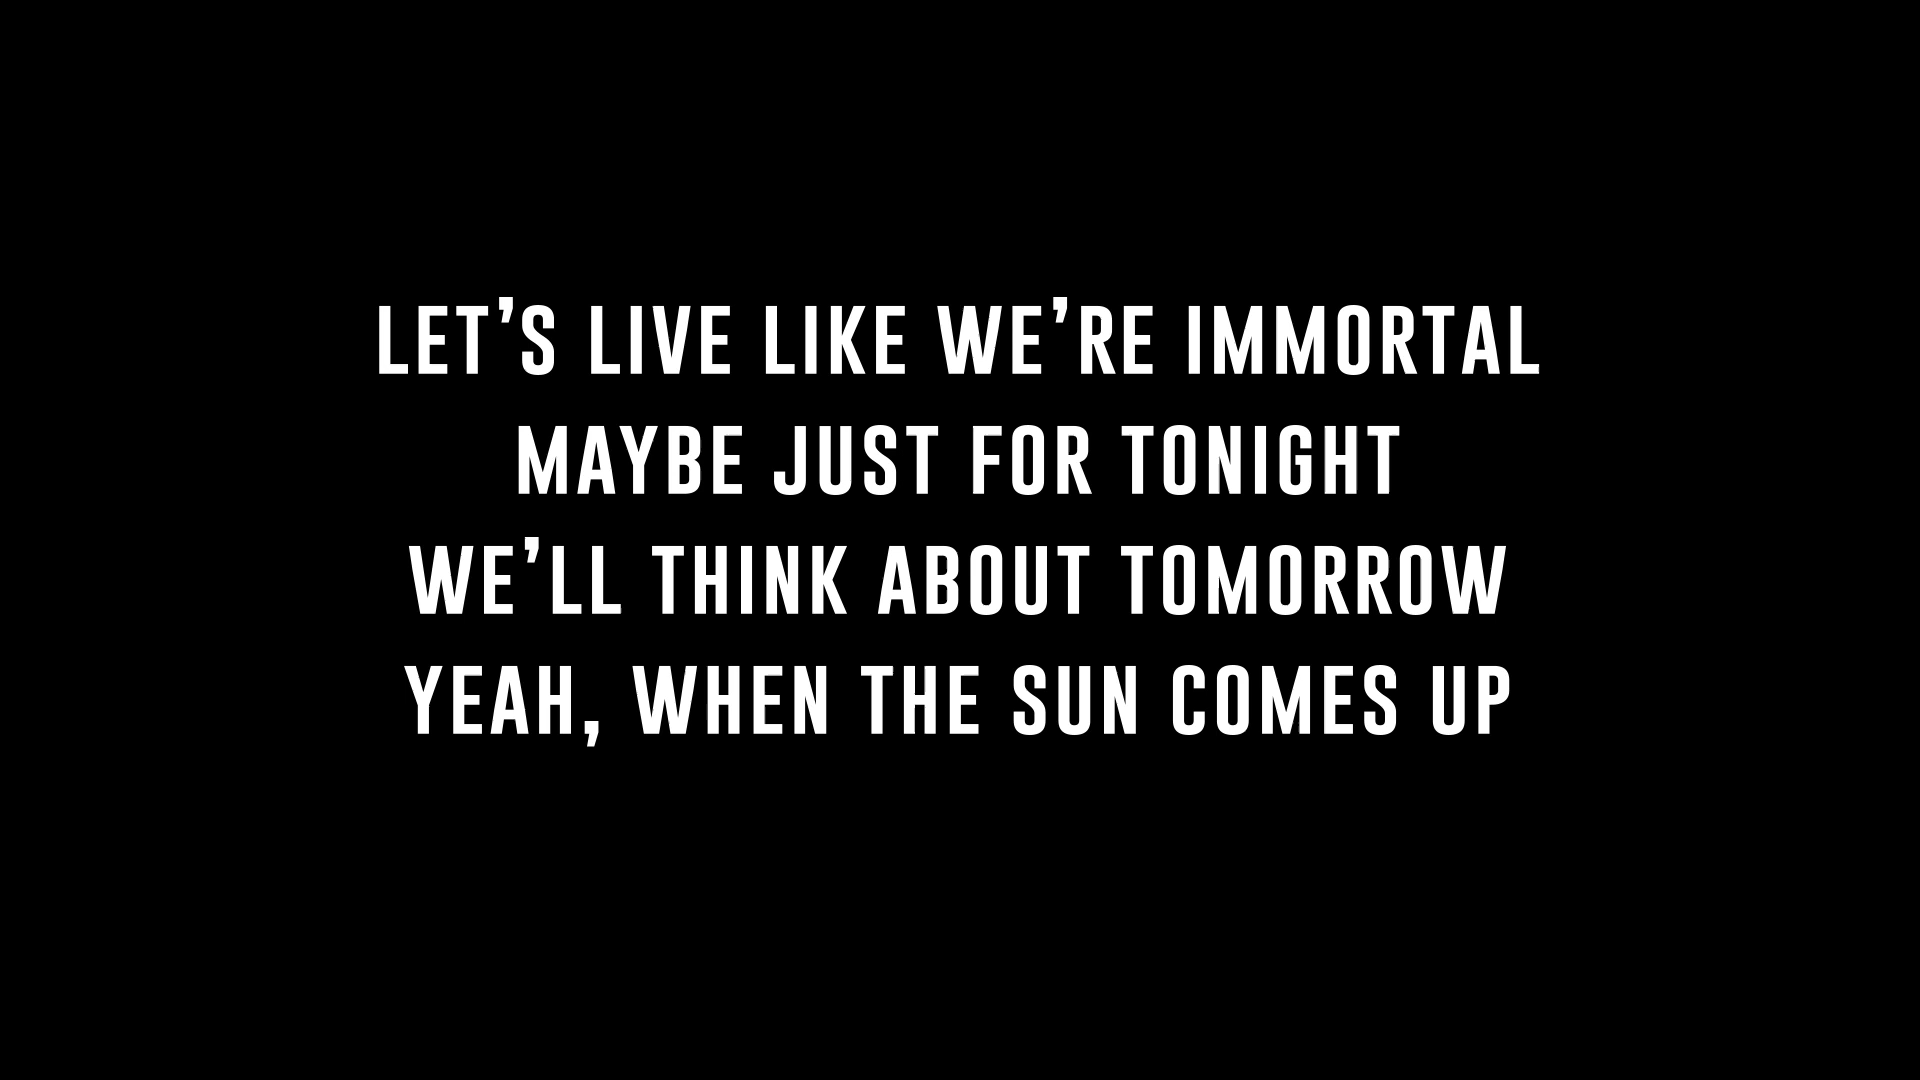 LET’S LIVE LIKE WE’RE IMMORTAL
MAYBE JUST FOR TONIGHT
WE’LL THINK ABOUT TOMORROW
YEAH, WHEN THE SUN COMES UP